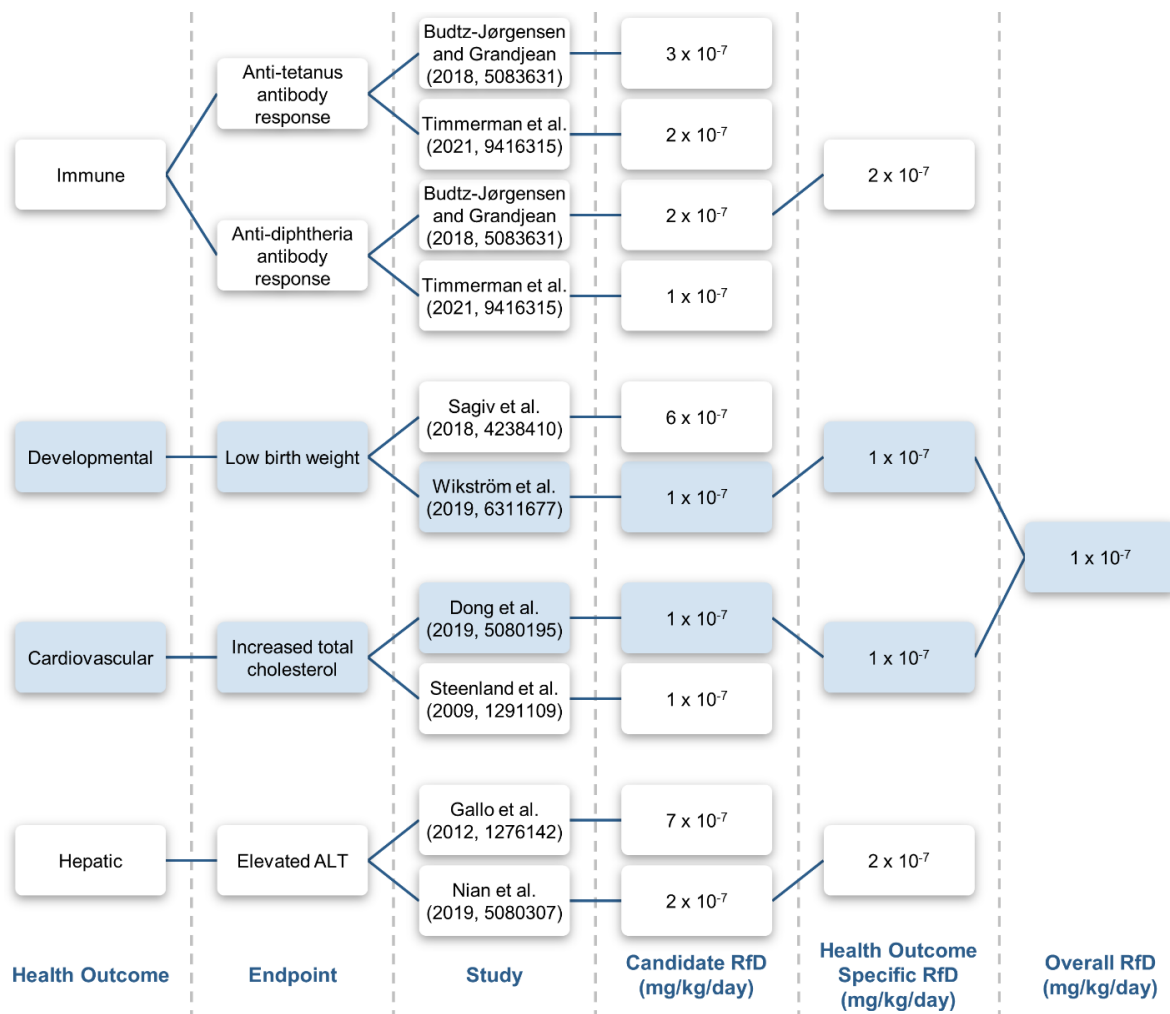 Immune
Anti-tetanus
antibody
response
Budtz-Jørgensen
and Grandjean
(2018, 5083631)
3 x 10⁻⁷
Timmerman et al.
(2021, 9416315)
2 x 10⁻⁷
Anti-diphtheria
antibody
response
Budtz-Jørgensen
and Grandjean
(2018, 5083631)
2 x 10⁻⁷
2 x 10⁻⁷
Timmerman et al.
(2021, 9416315)
1 x 10⁻⁷
Developmental
Low birth weight
Sagiv et al.
(2018, 4238410)
6 x 10⁻⁷
Wikström et al.
(2019, 6311677)
1 x 10⁻⁷
1 x 10⁻⁷
1 x 10⁻⁷
Cardiovascular
Increased total
cholesterol
Dong et al.
(2019, 5080195)
1 x 10⁻⁷
1 x 10⁻⁷
Steenland et al.
(2009, 1291109)
1 x 10⁻⁷
Hepatic
Elevated ALT
Gallo et al.
(2012, 1276142)
7 x 10⁻⁷
Nian et al.
(2019, 5080307)
2 x 10⁻⁷
2 x 10⁻⁷
Health Outcome
Endpoint
Study
Candidate RfD
(mg/kg/day)
Health Outcome
Specific RfD
(mg/kg/day)
Overall RfD
(mg/kg/day)